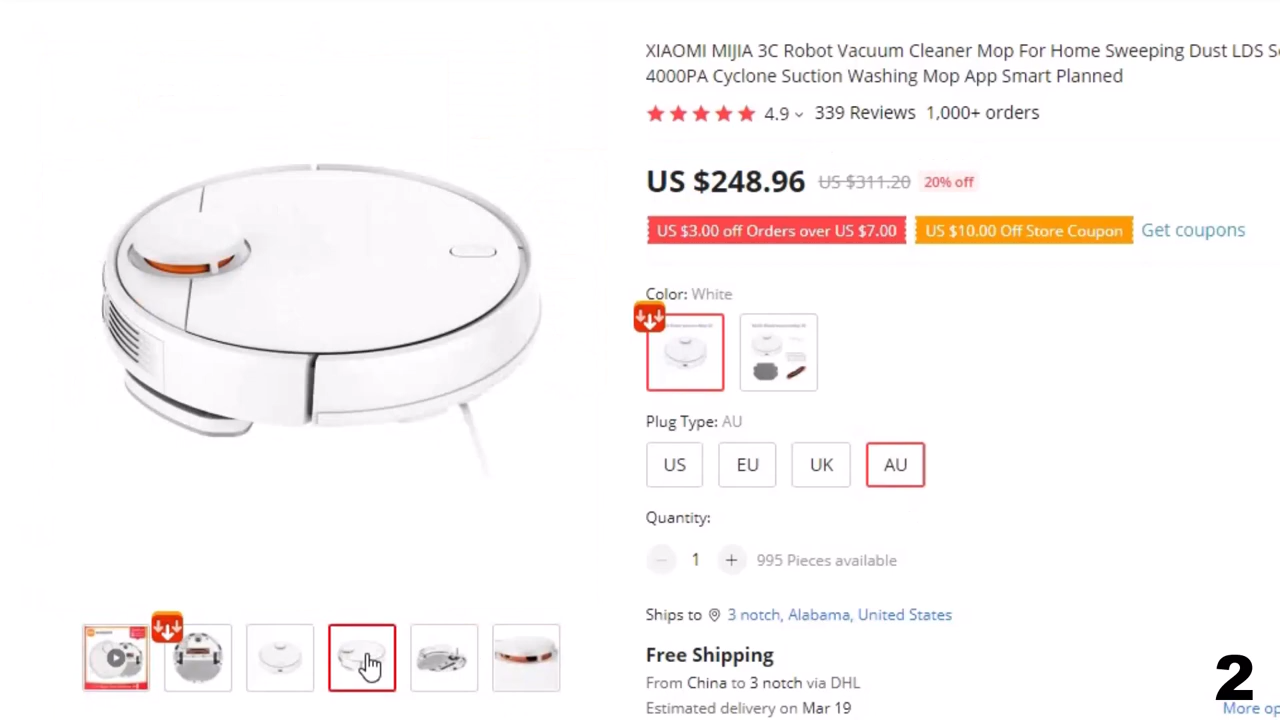 XIAOMI MIJIA 3C Robot Vacuum Cleaner Mop For Home Sweeping Dust LDS
4000PA Cyclone Suction Washing Mop App Smart Planned
4.9 339 Reviews 1,000+ orders
US $248.96 US $311.20 20% off
US $3.00 off Orders over US $7.00 US $10.00 Off Store Coupon Get coupons
Color: White
Plug Type: AU
US EU UK AU
Quantity:
1 + 995 Pieces available
Ships to 3 notch, Alabama, United States
Free Shipping
From China to 3 notch via DHL
Estimated delivery on Mar 19
More
2